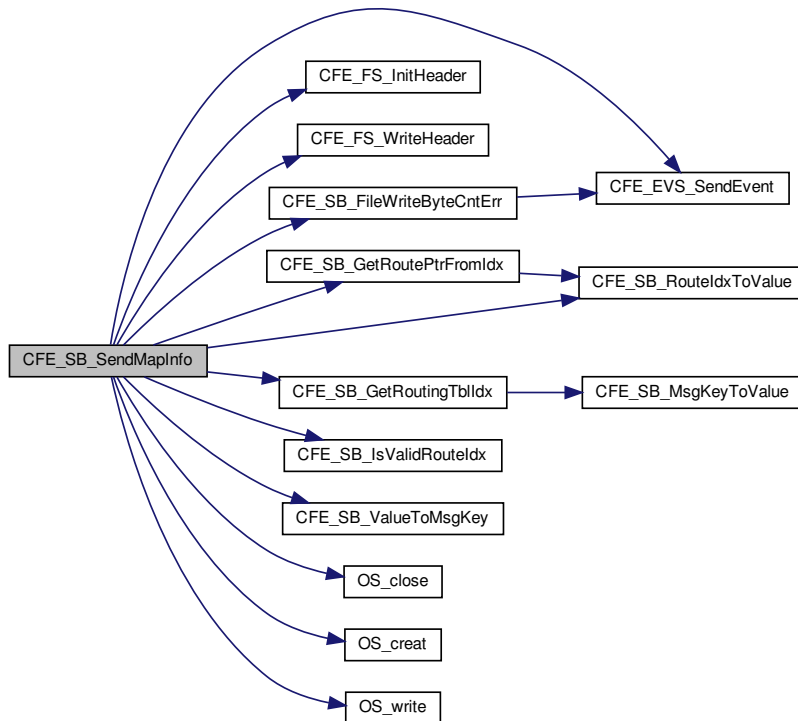 CFE_FS_InitHeader
CFE_FS_WriteHeader
CFE_EVS_SendEvent
CFE_SB_FileWriteByteCntErr
CFE_SB_GetRoutePtrFromIdx
CFE_SB_RouteIdxToValue
CFE_SB_SendMapInfo
CFE_SB_GetRoutingTblIdx
CFE_SB_MsgKeyToValue
CFE_SB_IsValidRouteIdx
CFE_SB_ValueToMsgKey
OS_close
OS_creat
OS_write